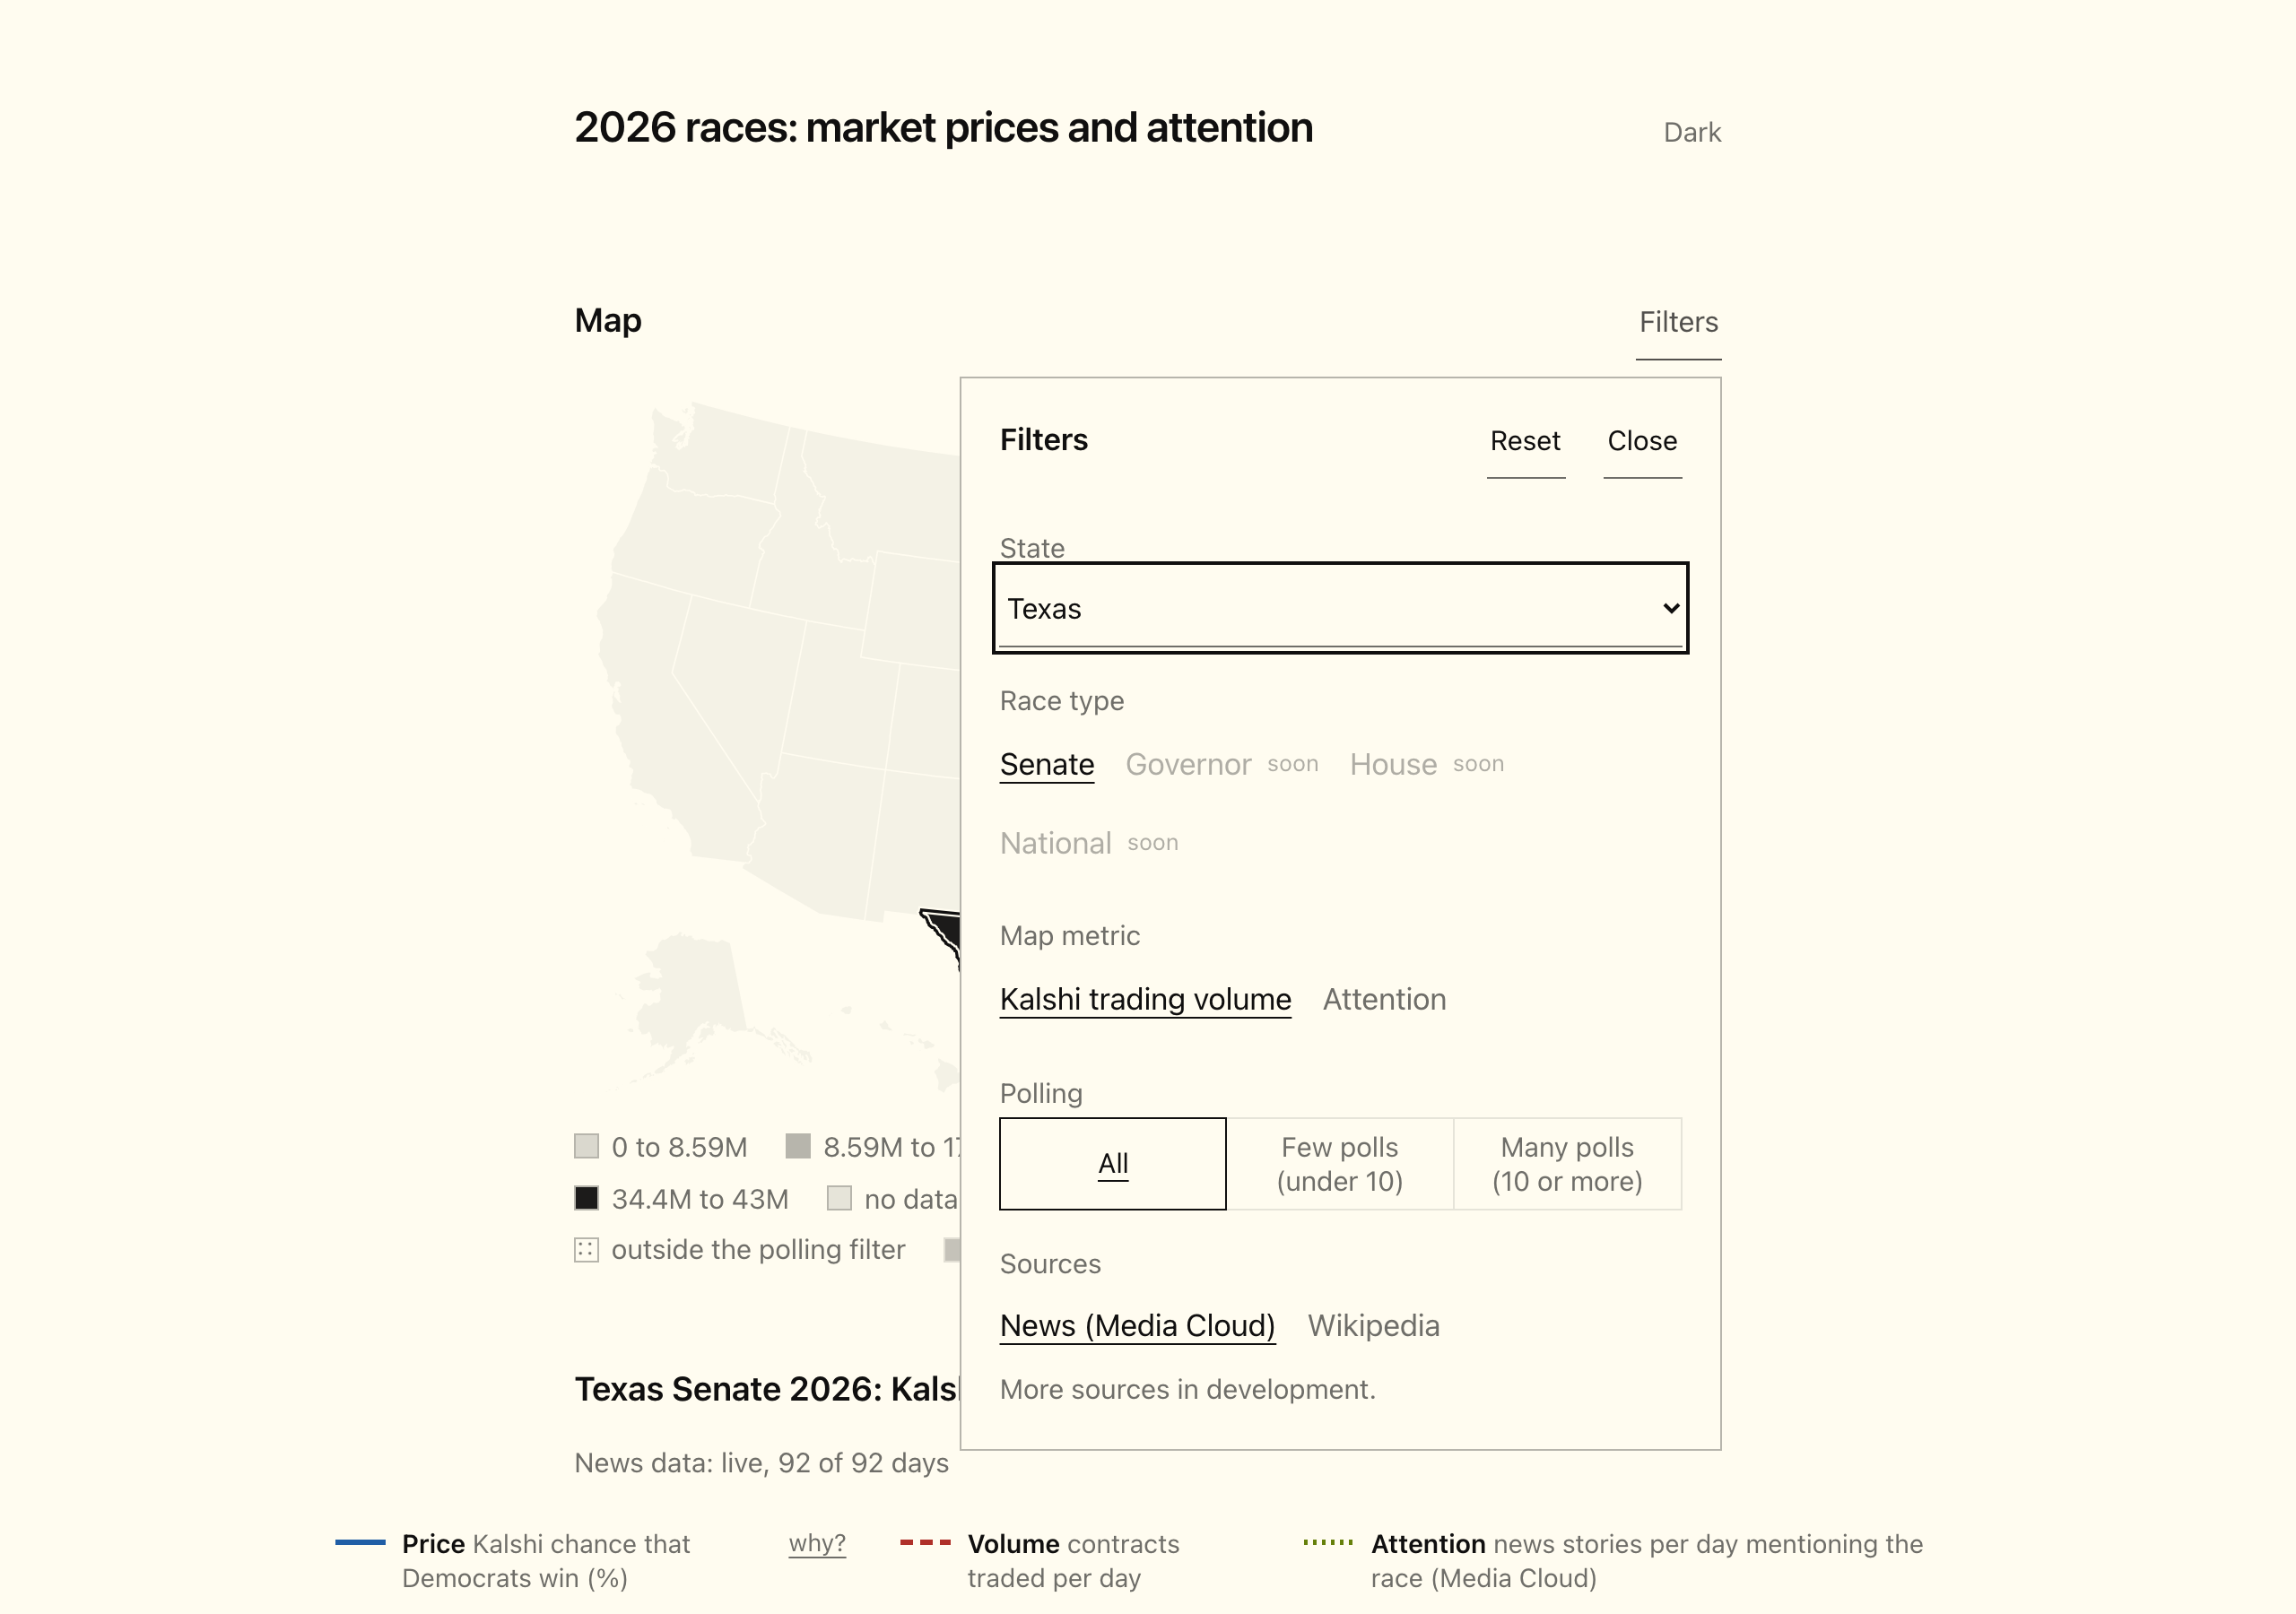 2026 races: market prices and attention
Dark
Map
Filters
Filters
Reset
Close
State
Texas
Race type
Senate
Governor soon
House soon
National soon
Map metric
Kalshi trading volume
Attention
Polling
All
Few polls
(under 10)
Many polls
(10 or more)
Sources
News (Media Cloud)
Wikipedia
More sources in development.
0 to 8.59M
8.59M to
34.4M to 43M
no data
outside the polling filter
Texas Senate 2026:
News data: live, 92 of 92 days
Price Kalshi chance that
Democrats win (%)
why?
Volume contracts
traded per day
Attention news stories per day mentioning the
race (Media Cloud)